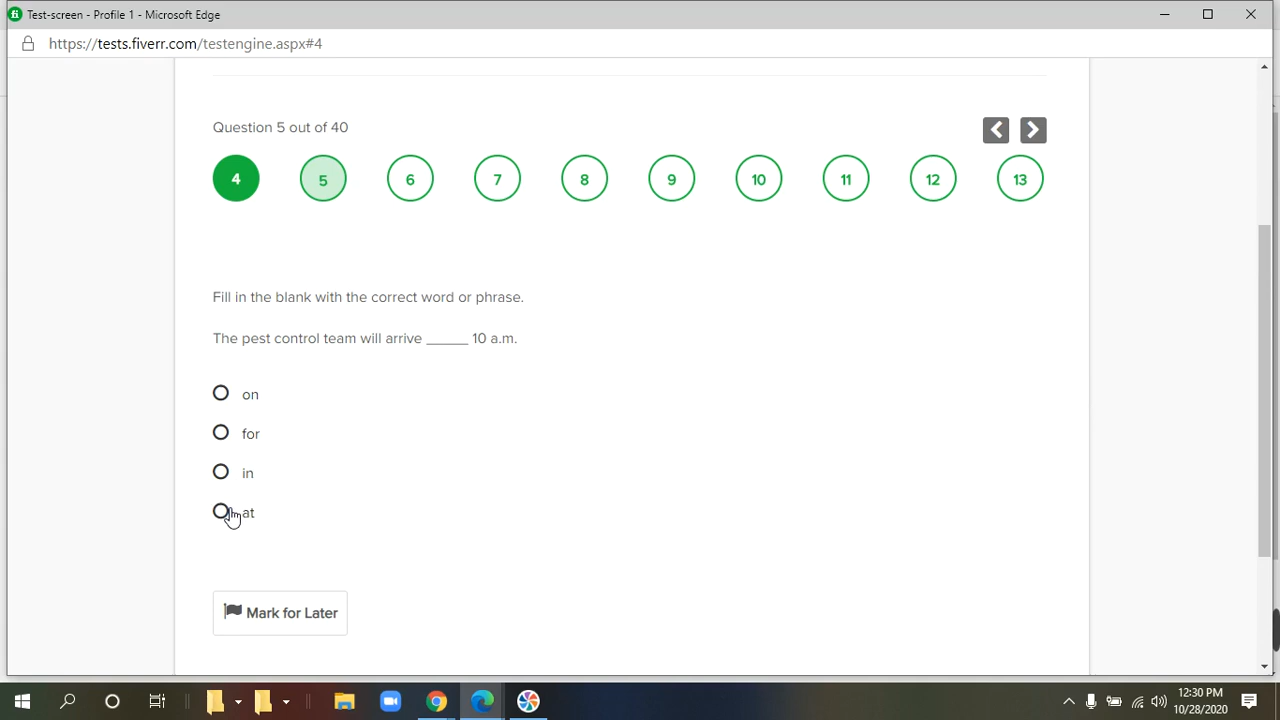 fi Test-screen - Profile 1 - Microsoft Edge
https://tests.fiverr.com/testengine.aspx#4
Question 5 out of 40
4 5 6 7 8 9 10 11 12 13
Fill in the blank with the correct word or phrase.
The pest control team will arrive _____ 10 a.m.
on
for
in
at
Mark for Later
12:30 PM
10/28/2020